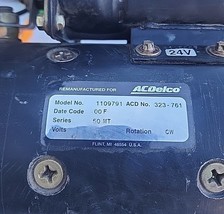 24V
REMANUFACTURED FOR ACDelco
Model No. 1109791 ACD No. 323-761
Date Code 00 F
Series 50 MT
Volts Rotation CW
FLINT, MI 48554 U.S.A.